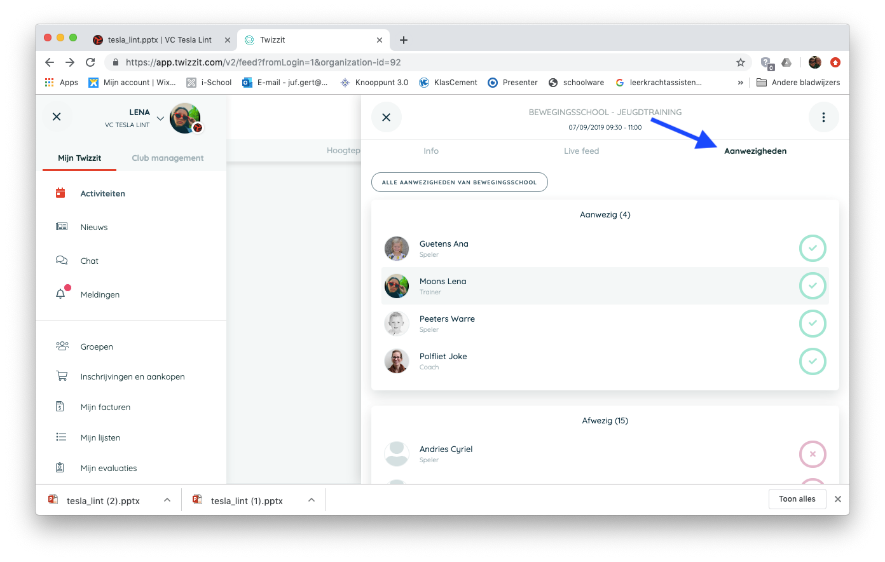 tesla_lint.pptx | VC Tesla Lint
Twizzit
https://app.twizzit.com/v2/feed?fromLogin=1&organization-id=92
Apps
Mijn account | Wix...
i-School
E-mail - juf.gert@...
Knooppunt 3.0
KlasCement
Presenter
schoolware
leerkrachtassisten...
»
Andere bladwijzers
LENA
VC TESLA LINT
Mijn Twizzit
Club management
Activiteiten
Nieuws
Chat
Meldingen
Groepen
Inschrijvingen en aankopen
Mijn facturen
Mijn lijsten
Mijn evaluaties
Hoogtep
BEWEGINGSSCHOOL - JEUGDTRAINING
07/09/2019 09:30 - 11:00
Info
Live feed
Aanwezigheden
ALLE AANWEZIGHEDEN VAN BEWEGINGSSCHOOL
Aanwezig (4)
Guetens Ana
Speler
Moons Lena
Trainer
Peeters Warre
Speler
Polfliet Joke
Coach
Afwezig (15)
Andries Cyriel
Speler
tesla_lint (2).pptx
tesla_lint (1).pptx
Toon alles